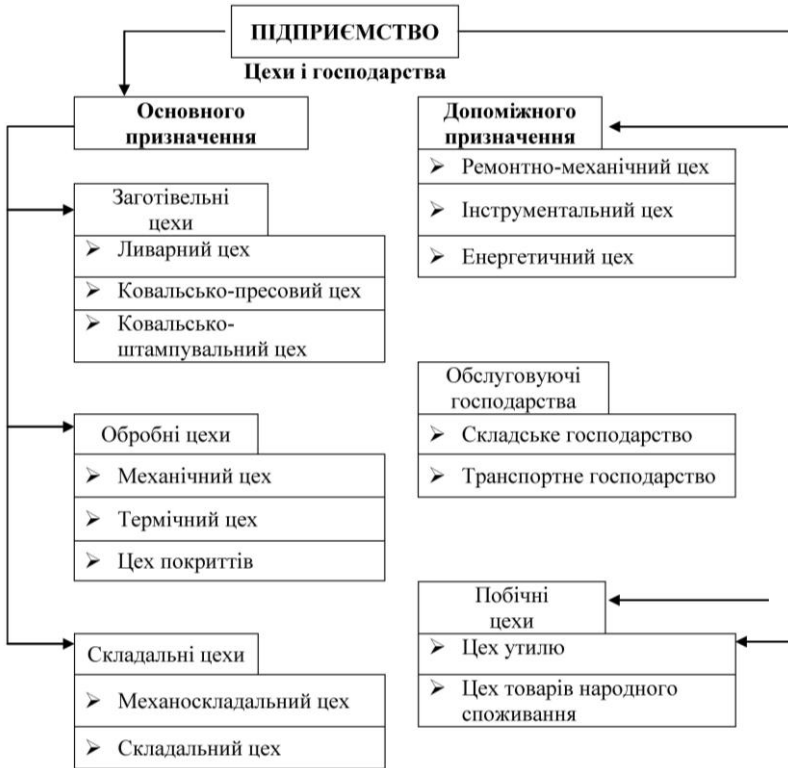 ПІДПРИЄМСТВО
Цехи і господарства
Основного
призначення
Заготівельні
цехи
Ливарний цех
Ковальсько-пресовий цех
Ковальсько-
штампувальний цех
Обробні цехи
Механічний цех
Термічний цех
Цех покриттів
Складальні цехи
Механоскладальний цех
Складальний цех
Допоміжного
призначення
Ремонтно-механічний цех
Інструментальний цех
Енергетичний цех
Обслуговуючі
господарства
Складське господарство
Транспортне господарство
Побічні
цехи
Цех утилю
Цех товарів народного
споживання